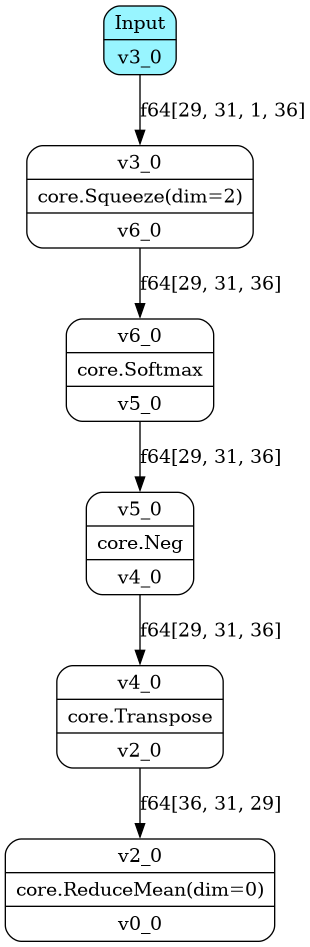 Input
v3_0
f64[29, 31, 1, 36]
v3_0
core.Squeeze(dim=2)
v6_0
f64[29, 31, 36]
v6_0
core.Softmax
v5_0
f64[29, 31, 36]
v5_0
core.Neg
v4_0
f64[29, 31, 36]
v4_0
core.Transpose
v2_0
f64[36, 31, 29]
v2_0
core.ReduceMean(dim=0)
v0_0